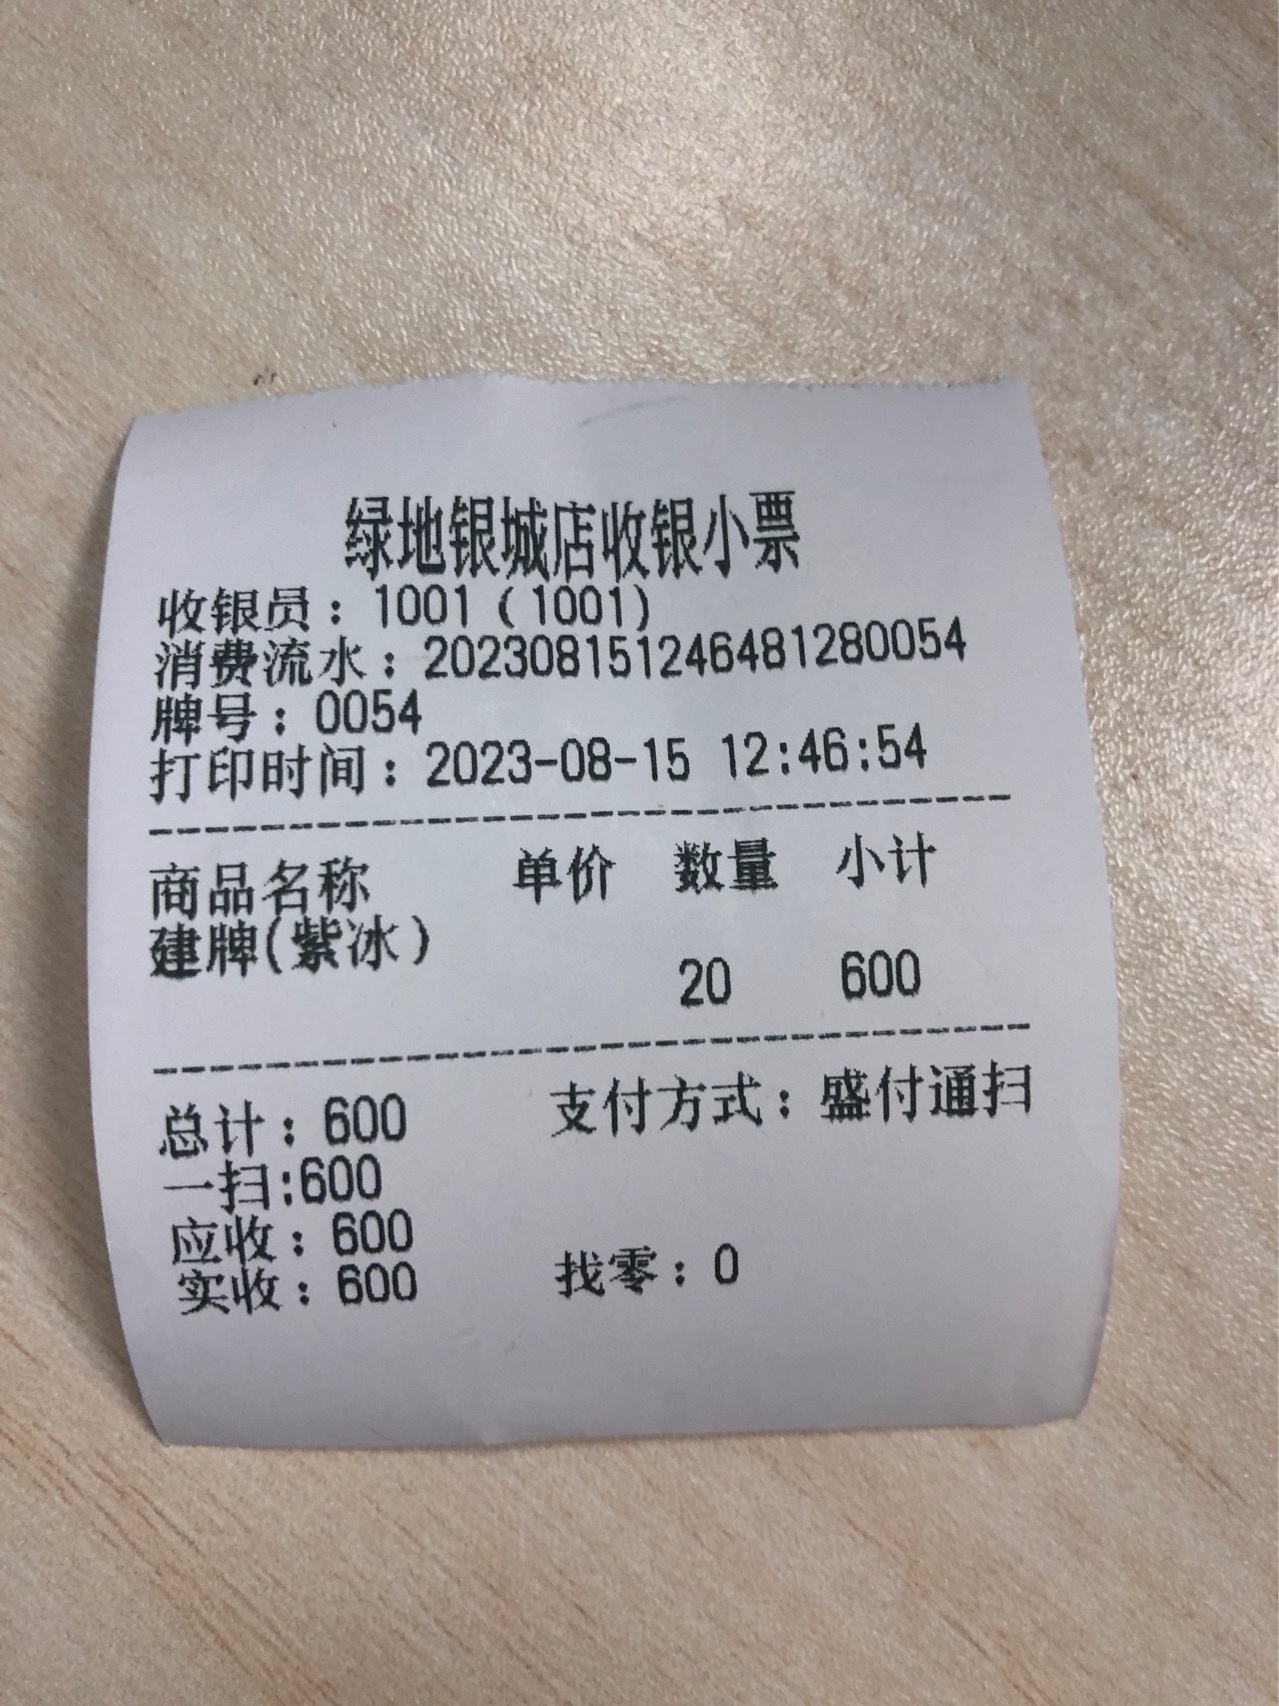 绿地银城店收银小票
收银员：1001（1001）
消费流水：20230815124648 1280054
牌号：0054
打印时间：2023-08-15 12:46:54
商品名称 单价 数量 小计
建牌(紫冰)
20 600
总计：600 支付方式：盛付通扫
一扫:600
应收：600
实收：600 找零：0